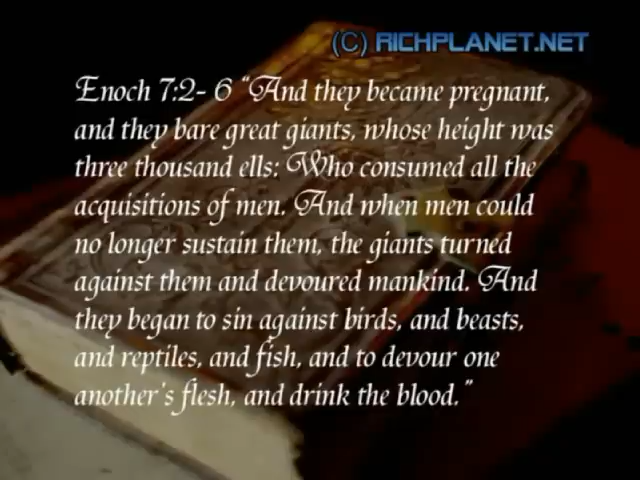 (C) RICHPLANET.NET
Enoch 7:2- 6 “And they became pregnant,
and they bare great giants, whose height was
three thousand ells: Who consumed all the
acquisitions of men. And when men could
no longer sustain them, the giants turned
against them and devoured mankind. And
they began to sin against birds, and beasts,
and reptiles, and fish, and to devour one
another's flesh, and drink the blood.”